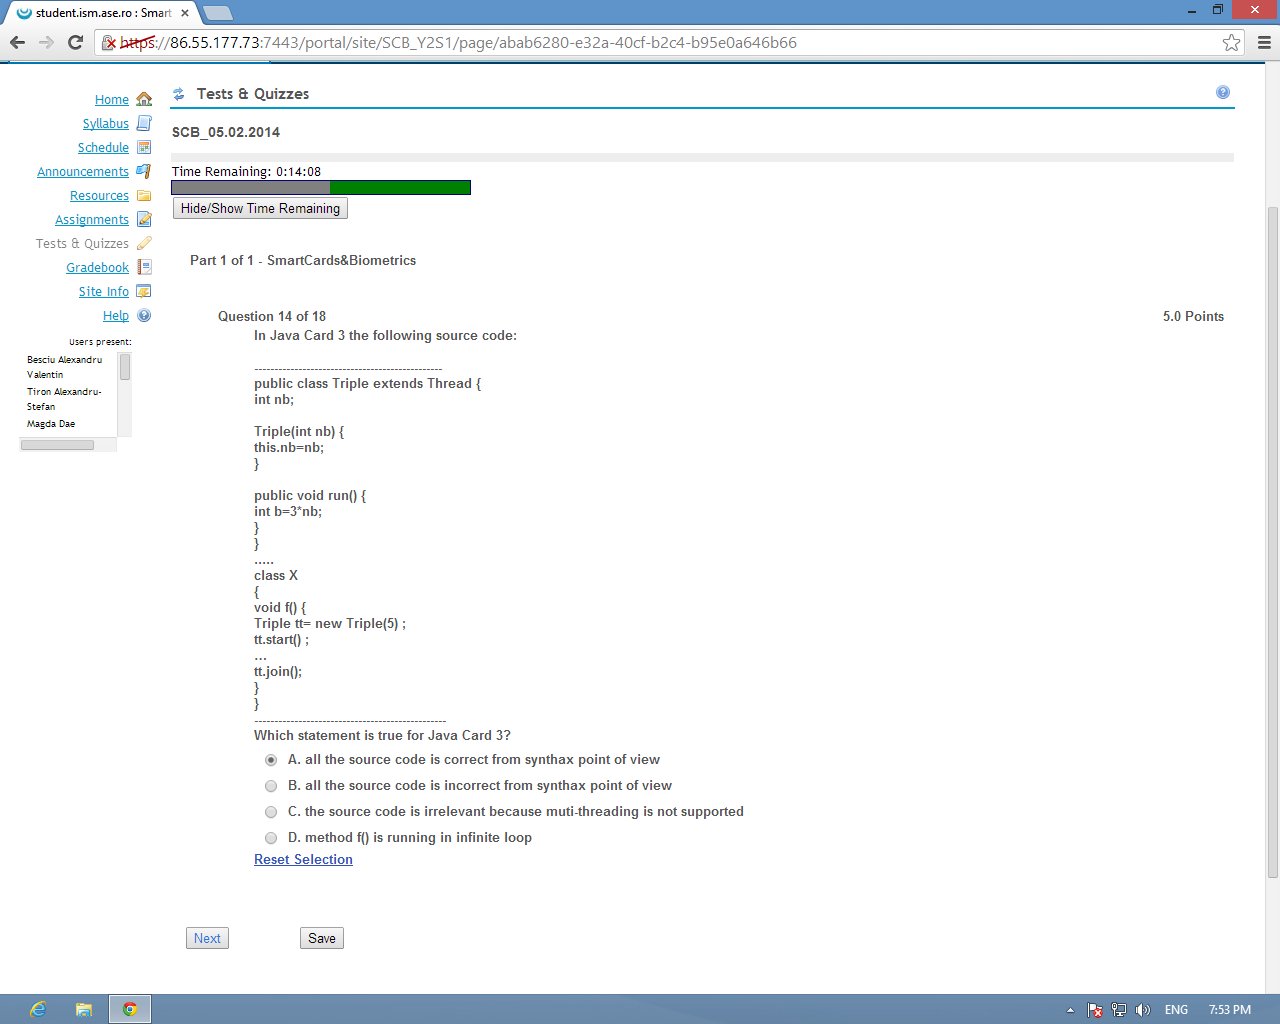 student.ism.ase.ro : Smart
https://86.55.177.73:7443/portal/site/SCB_Y2S1/page/abab6280-e32a-40cf-b2c4-b95e0a646b66
Home
Syllabus
Schedule
Announcements
Resources
Assignments
Tests & Quizzes
Gradebook
Site Info
Help
Users present:
Besciu Alexandru
Valentin
Tiron Alexandru-
Stefan
Magda Dae
Tests & Quizzes
SCB_05.02.2014
Time Remaining: 0:14:08
Hide/Show Time Remaining
Part 1 of 1 - SmartCards&Biometrics
Question 14 of 18 5.0 Points
In Java Card 3 the following source code:
-----------------------------------------------
public class Triple extends Thread {
int nb;
Triple(int nb) {
this.nb=nb;
}
public void run() {
int b=3*nb;
}
}
.....
class X
{
void f() {
Triple tt= new Triple(5) ;
tt.start() ;
...
tt.join();
}
}
------------------------------------------------
Which statement is true for Java Card 3?
A. all the source code is correct from synthax point of view
B. all the source code is incorrect from synthax point of view
C. the source code is irrelevant because muti-threading is not supported
D. method f() is running in infinite loop
Reset Selection
Next Save
ENG 7:53 PM